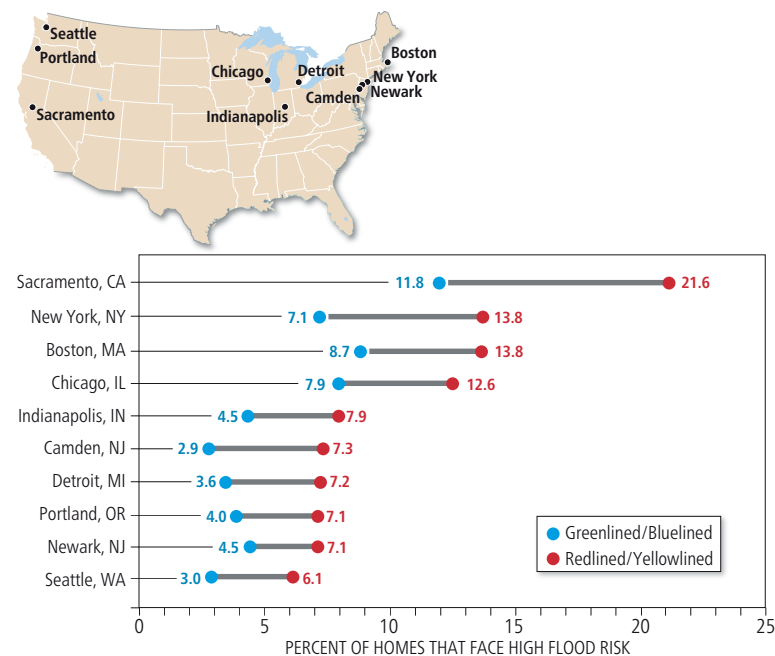 Seattle
Portland
Sacramento
Chicago
Detroit
Indianapolis
Boston
New York
Newark
Camden
Sacramento, CA 11.8 21.6
New York, NY 7.1 13.8
Boston, MA 8.7 13.8
Chicago, IL 7.9 12.6
Indianapolis, IN 4.5 7.9
Camden, NJ 2.9 7.3
Detroit, MI 3.6 7.2
Portland, OR 4.0 7.1
Newark, NJ 4.5 7.1
Seattle, WA 3.0 6.1
Greenlined/Bluelined
Redlined/Yellowlined
0 5 10 15 20 25
PERCENT OF HOMES THAT FACE HIGH FLOOD RISK